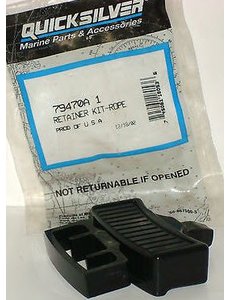 QUICKSILVER
Marine Parts & Accessories
79470A 1
RETAINER KIT-ROPE
PROD OF U S A
NOT RETURNABLE IF OPENED